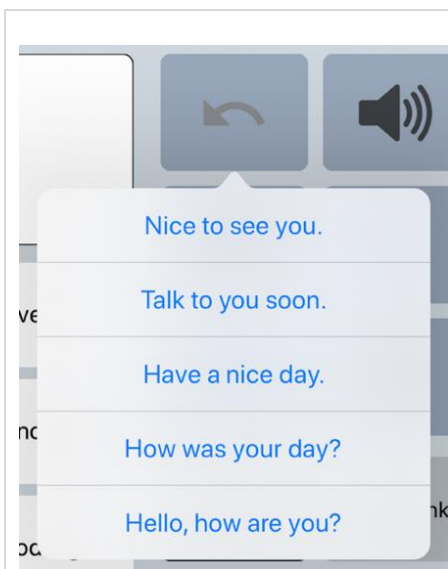 Nice to see you.
Talk to you soon.
Have a nice day.
How was your day?
Hello, how are you?